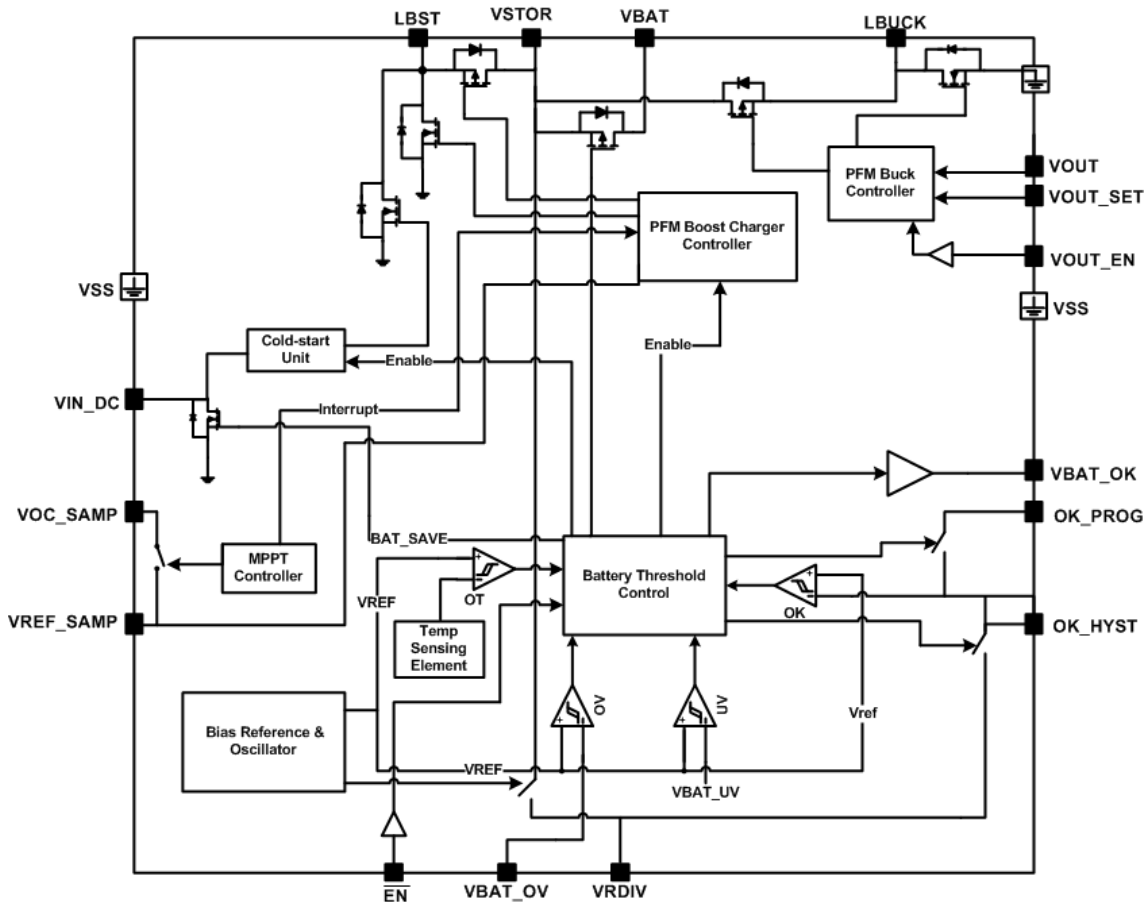 LBST
VSTOR
VBAT
LBUCK
VOUT
PFM Buck
Controller
VOUT_SET
PFM Boost Charger
Controller
VOUT_EN
VSS
VSS
Cold-start
Unit
Enable
Enable
VIN_DC
Interrupt
VBAT_OK
VOC_SAMP
OK_PROG
BAT_SAVE
MPPT
Controller
+
-
OT
VREF
Battery Threshold
Control
+
-
OK
VREF_SAMP
OK_HYST
Temp
Sensing
Element
Bias Reference &
Oscillator
+
-
OV
+
-
UV
Vref
VREF
VBAT_UV
EN
VBAT_OV
VRDIV